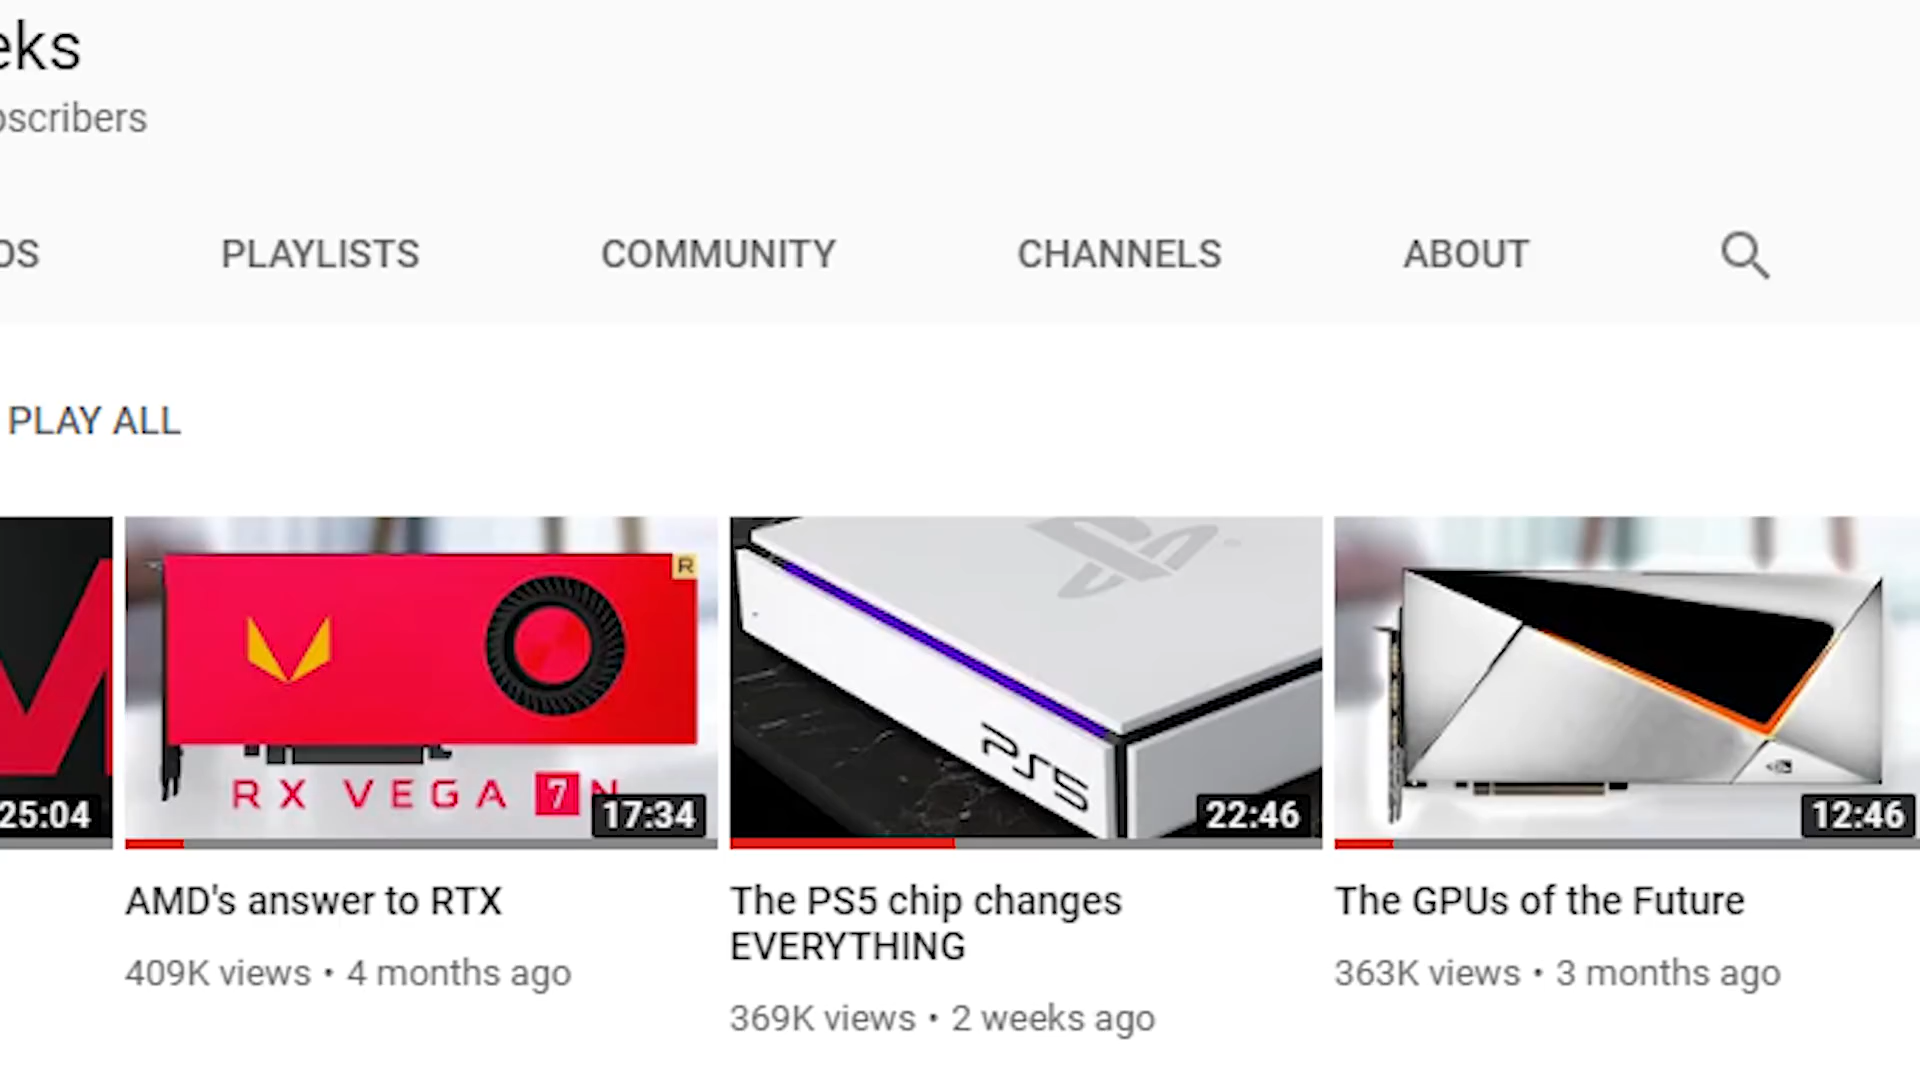 eks
bscribers
OS PLAYLISTS COMMUNITY CHANNELS ABOUT
PLAY ALL
25:04
R
RX VEGA 7N
17:34
PS5
22:46
12:46
AMD's answer to RTX
409K views • 4 months ago
The PS5 chip changes
EVERYTHING
369K views • 2 weeks ago
The GPUs of the Future
363K views • 3 months ago